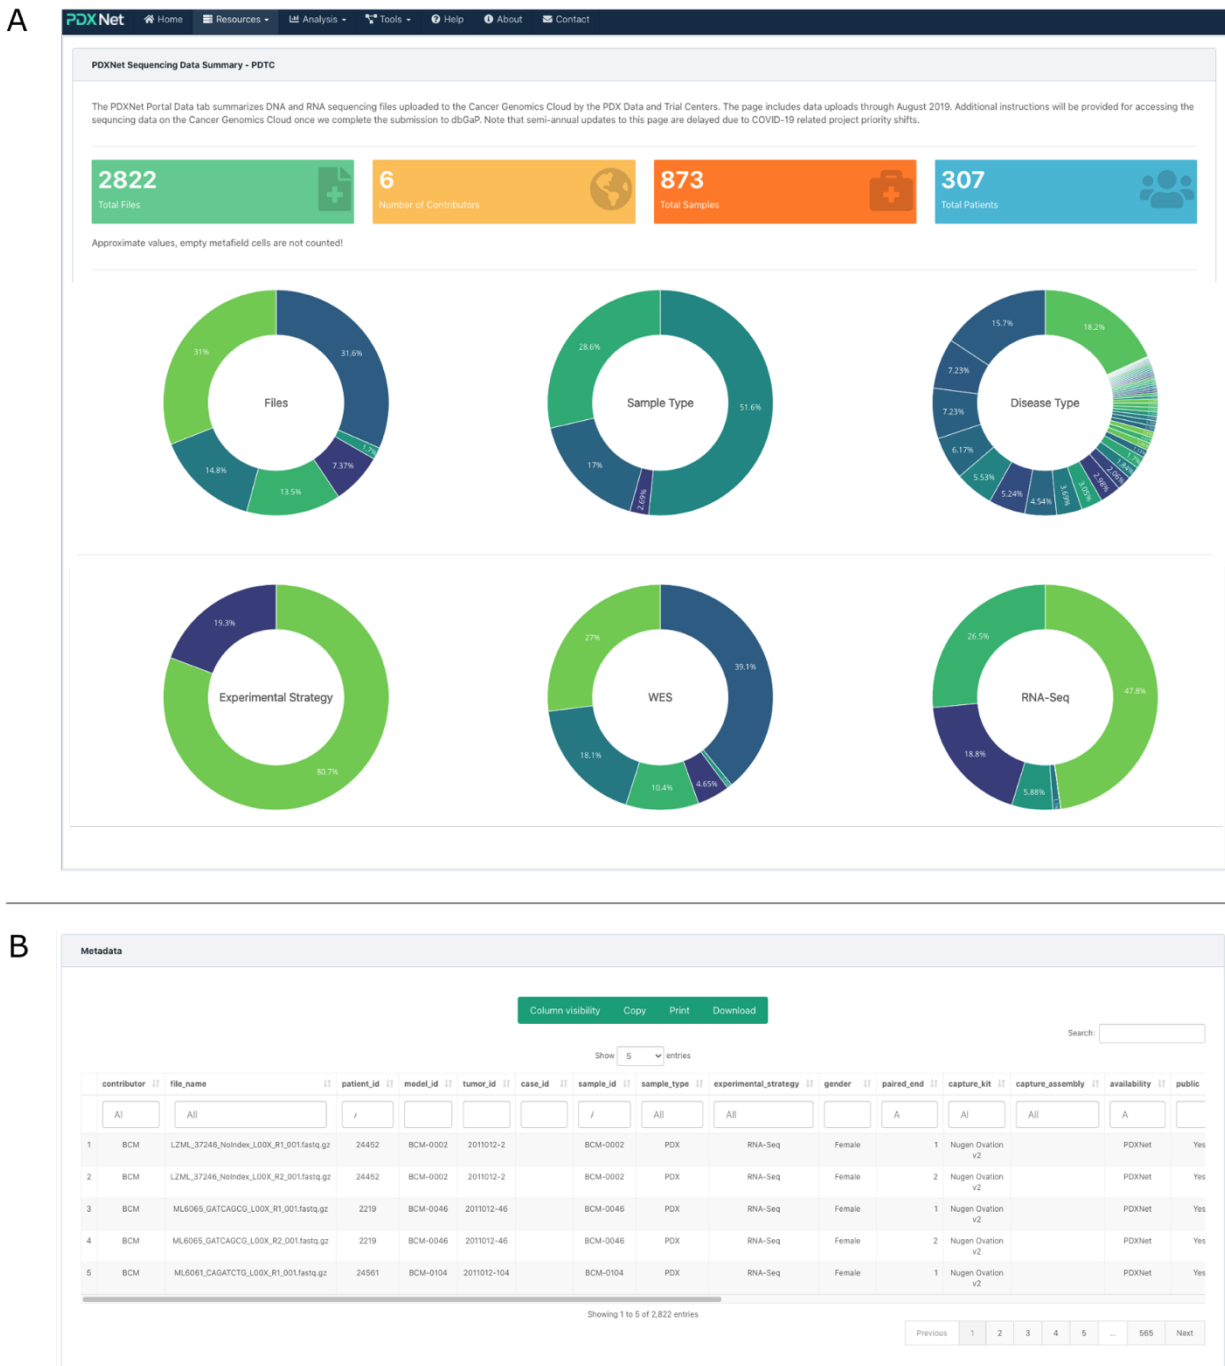 A
PDXNet Home Resources Analysis Tools Help About Contact
PDXNet Sequencing Data Summary - PDTC
The PDXNet Portal Data tab summarizes DNA and RNA sequencing files uploaded to the Cancer Genomics Cloud by the PDX Data and Trial Centers. The page includes data uploads through August 2019. Additional instructions will be provided for accessing the
sequncing data on the Cancer Genomics Cloud once we complete the submission to dbGaP. Note that semi-annual updates to this page are delayed due to COVID-19 related project priority shifts.
2822 6 873 307
Total Files Number of Contributors Total Samples Total Patients
Approximate values, empty metafield cells are not counted!
Files
31.6%
1.7%
7.37%
13.5%
14.8%
31%
Sample Type
51.6%
2.69%
17%
28.6%
Disease Type
18.2%
1.7%
1.84%
2.06%
2.98%
3.05%
3.69%
4.54%
5.24%
5.53%
6.17%
7.23%
7.23%
15.7%
Experimental Strategy
80.7%
19.3%
WES
39.1%
4.65%
10.4%
18.1%
27%
RNA-Seq
47.8%
5.88%
18.8%
26.5%
B
Metadata
Column visibility Copy Print Download
Search:
Show 5 entries
contributor file_name patient_id model_id tumor_id case_id sample_id sample_type experimental_strategy gender paired_end capture_kit capture_assembly availability public
Al All All All A Al All A
1 BCM LZML_37246_NoIndex_L00X_R1_001.fastq.gz 24452 BCM-0002 2011012-2 BCM-0002 PDX RNA-Seq Female 1 Nugen Ovation v2 PDXNet Yes
2 BCM LZML_37246_NoIndex_L00X_R2_001.fastq.gz 24452 BCM-0002 2011012-2 BCM-0002 PDX RNA-Seq Female 2 Nugen Ovation v2 PDXNet Yes
3 BCM ML6065_GATCAGCG_L00X_R1_001.fastq.gz 2219 BCM-0046 2011012-46 BCM-0046 PDX RNA-Seq Female 1 Nugen Ovation v2 PDXNet Yes
4 BCM ML6065_GATCAGCG_L00X_R2_001.fastq.gz 2219 BCM-0046 2011012-46 BCM-0046 PDX RNA-Seq Female 2 Nugen Ovation v2 PDXNet Yes
5 BCM ML6061_CAGATCTG_L00X_R1_001.fastq.gz 24561 BCM-0104 2011012-104 BCM-0104 PDX RNA-Seq Female 1 Nugen Ovation v2 PDXNet Yes
Showing 1 to 5 of 2,822 entries
Previous 1 2 3 4 5 ... 565 Next